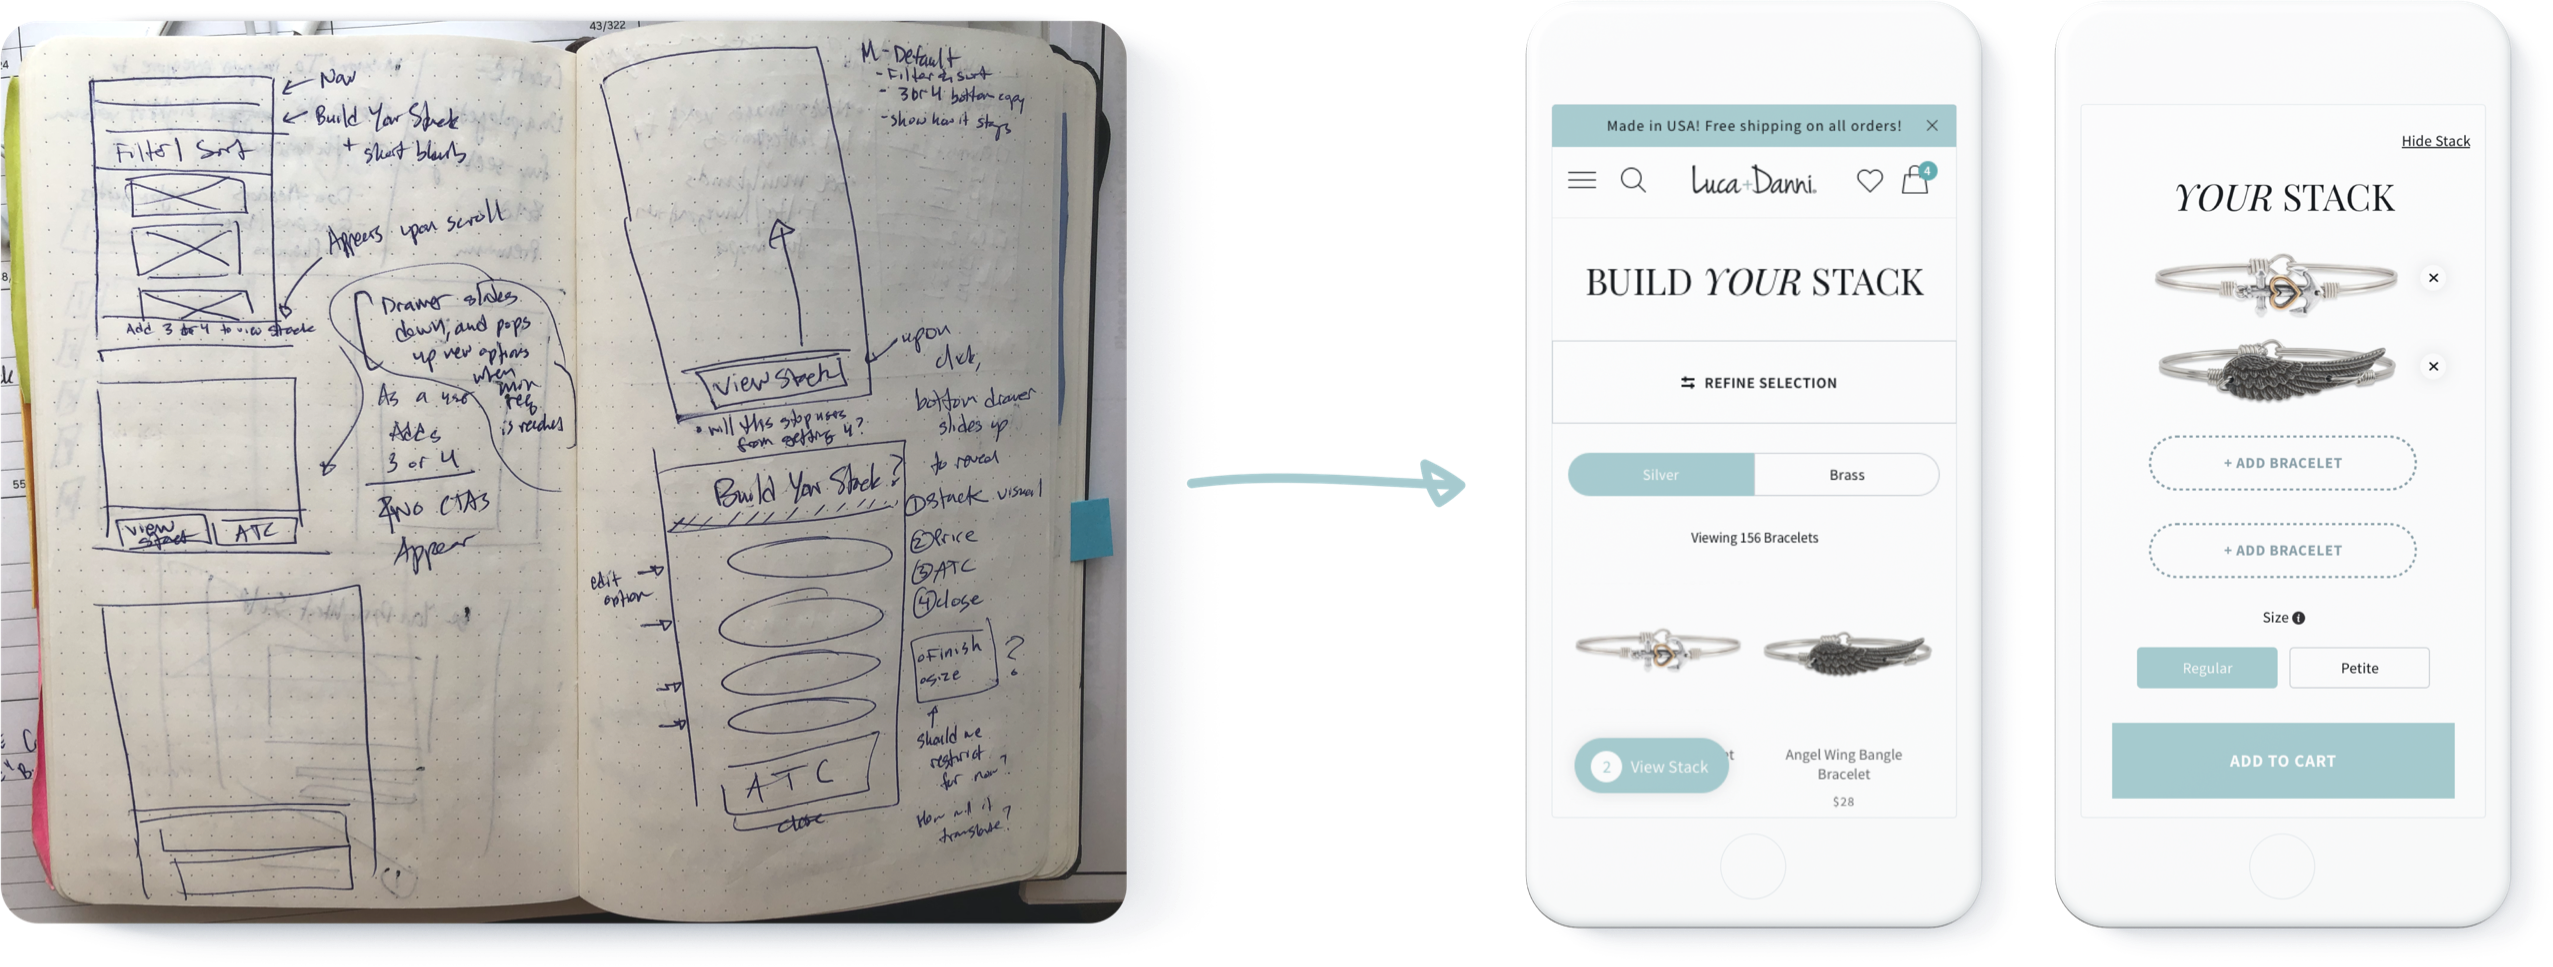 43/322
Nav
Build Your Stack
+ short blurb
Filter | Sort
Appears upon scroll
Add 3 or 4 to view stack
Drawer slides
down, and pops
up new options
when
min
req
is reached
As a user
Adds
3 or 4
NO CTAs
Appear
View
Stack
ATC
55
M-Default
- Filter & sort
- 3 or 4 bottom copy
- show how it stays
View Stack
upon
click,
bottom drawer
slides up
to reveal
① stack visual
② Price
③ ATC
④ close
• will this stop users
from getting 4?
Build Your Stack?
edit
option
o Finish
o size
?
should we
restrict
for now?
How will it
translate?
ATC
close
Made in USA! Free shipping on all orders!
Luca+Danni
4
BUILD YOUR STACK
REFINE SELECTION
Silver
Brass
Viewing 156 Bracelets
2 View Stack
Angel Wing Bangle
Bracelet
$28
Hide Stack
YOUR STACK
+ ADD BRACELET
+ ADD BRACELET
Size
Regular
Petite
ADD TO CART